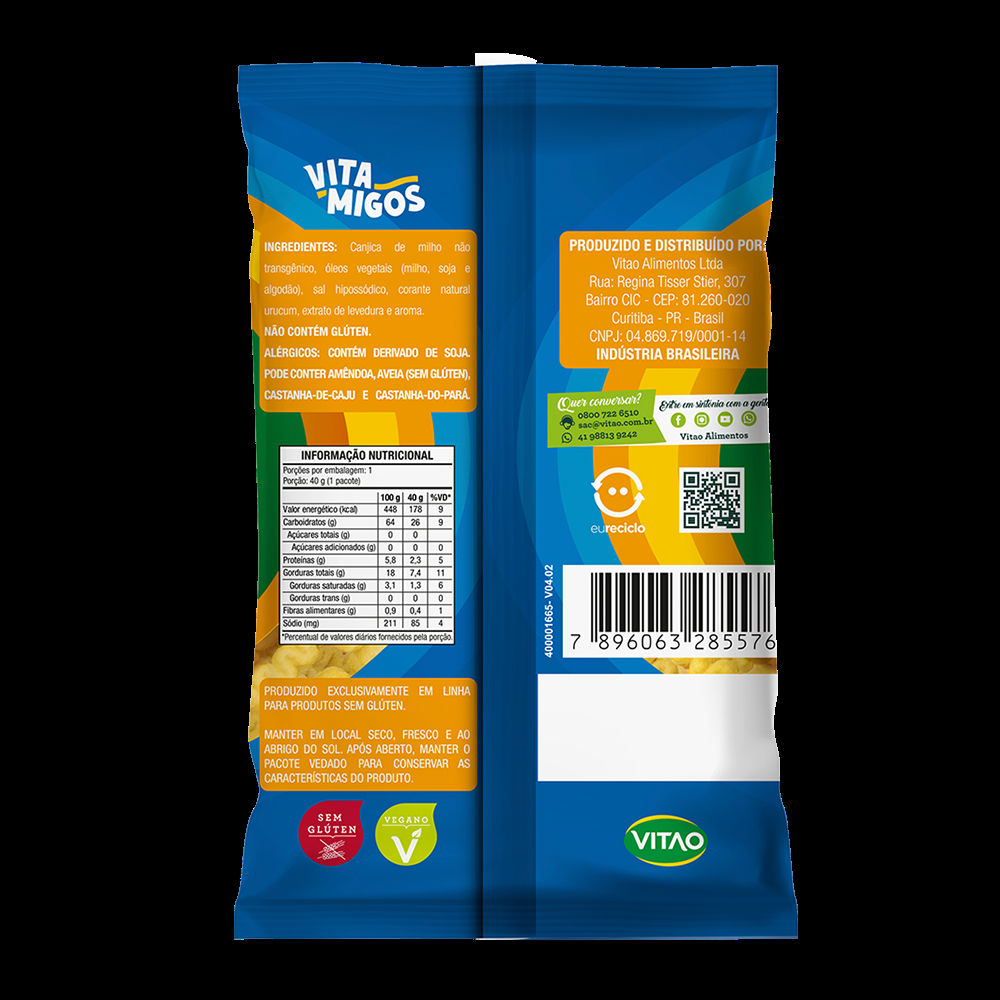 VITA
MIGOS
INGREDIENTES: Canjica de milho não
transgênico, óleos vegetais (milho, soja e
algodão), sal hipossódico, corante natural
urucum, extrato de levedura e aroma.
NÃO CONTÉM GLÚTEN.
ALÉRGICOS: CONTÉM DERIVADO DE SOJA.
PODE CONTER AMÊNDOA, AVEIA (SEM GLÚTEN),
CASTANHA-DE-CAJU E CASTANHA-DO-PARÁ.
INFORMAÇÃO NUTRICIONAL
Porções por embalagem: 1
Porção: 40 g (1 pacote)
100 g 40 g %VD*
Valor energético (kcal) 448 178 9
Carboidratos (g) 64 26 9
Açúcares totais (g) 0 0
Açúcares adicionados (g) 0 0 0
Proteínas (g) 5,8 2,3 5
Gorduras totais (g) 18 7,4 11
Gorduras saturadas (g) 3,1 1,3 6
Gorduras trans (g) 0 0 0
Fibras alimentares (g) 0,9 0,4 1
Sódio (mg) 211 85 4
*Percentual de valores diários fornecidos pela porção.
PRODUZIDO EXCLUSIVAMENTE EM LINHA
PARA PRODUTOS SEM GLÚTEN.
MANTER EM LOCAL SECO, FRESCO E AO
ABRIGO DO SOL. APÓS ABERTO, MANTER O
PACOTE VEDADO PARA CONSERVAR AS
CARACTERÍSTICAS DO PRODUTO.
SEM
GLÚTEN
VEGANO
PRODUZIDO E DISTRIBUÍDO POR:
Vitao Alimentos Ltda
Rua: Regina Tisser Stier, 307
Bairro CIC - CEP: 81.260-020
Curitiba - PR - Brasil
CNPJ: 04.869.719/0001-14
INDÚSTRIA BRASILEIRA
Quer conversar?
0800 722 6510
sac@vitao.com.br
41 98813 9242
Entre em sintonia com a gente
Vitao Alimentos
eureciclo
400001665- V04.02
7 896063 285576
VITAO